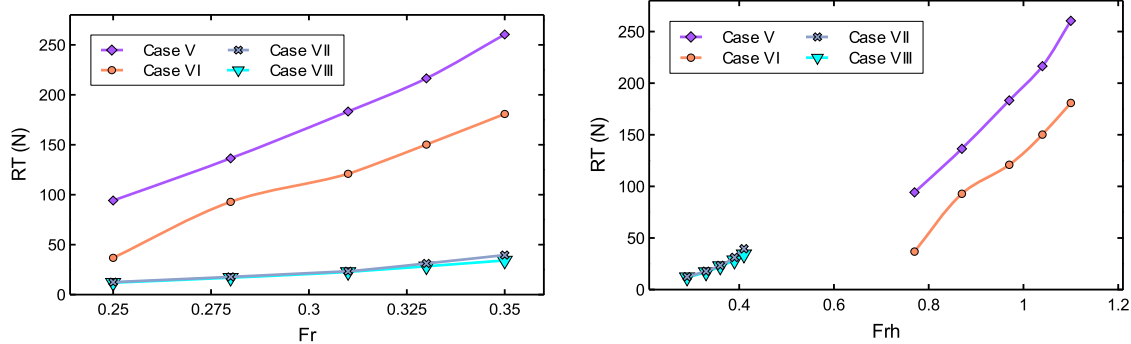 250
200
150
100
50
0
RT (N)
Case V
Case VII
Case VI
Case VIII
0.25
0.275
0.3
0.325
0.35
Fr
250
200
150
100
50
0
RT (N)
Case V
Case VII
Case VI
Case VIII
0.4
0.6
0.8
1
1.2
Frh